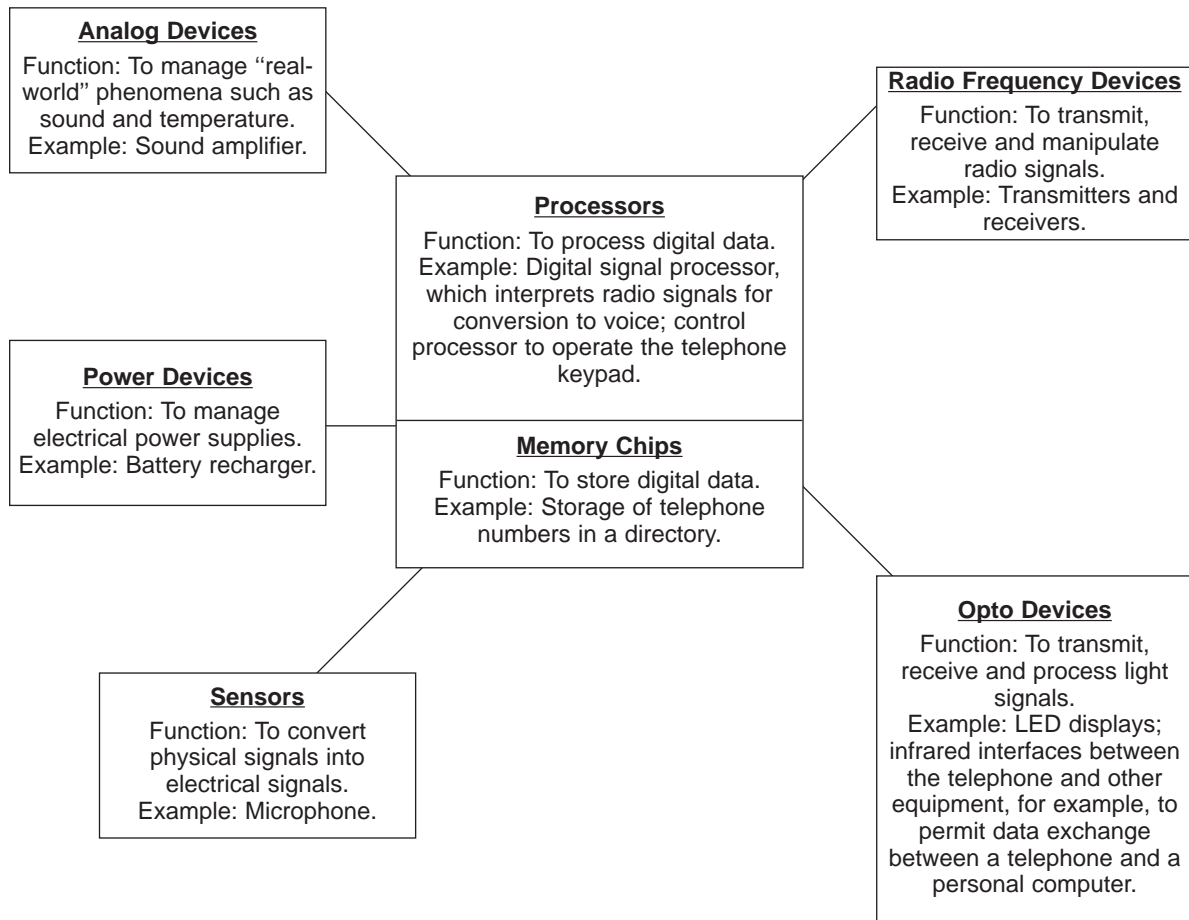 Analog Devices
Function: To manage ‘‘real-
world’’ phenomena such as
sound and temperature.
Example: Sound amplifier.
Radio Frequency Devices
Function: To transmit,
receive and manipulate
radio signals.
Example: Transmitters and
receivers.
Processors
Function: To process digital data.
Example: Digital signal processor,
which interprets radio signals for
conversion to voice; control
processor to operate the telephone
keypad.
Power Devices
Function: To manage
electrical power supplies.
Example: Battery recharger.
Memory Chips
Function: To store digital data.
Example: Storage of telephone
numbers in a directory.
Sensors
Function: To convert
physical signals into
electrical signals.
Example: Microphone.
Opto Devices
Function: To transmit,
receive and process light
signals.
Example: LED displays;
infrared interfaces between
the telephone and other
equipment, for example, to
permit data exchange
between a telephone and a
personal computer.